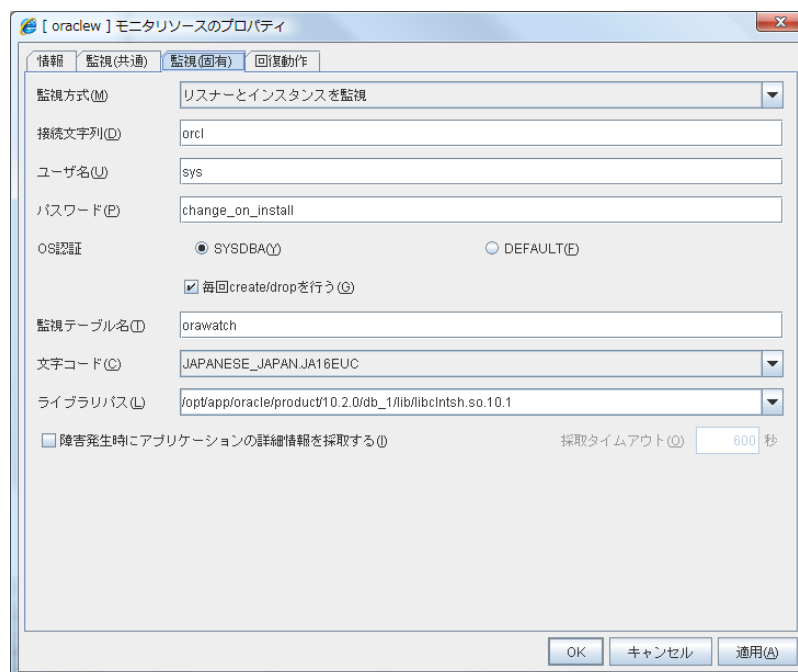 [ oraclew ] モニタリソースのプロパティ
情報 監視(共通) 監視(固有) 回復動作
監視方式(M) リスナーとインスタンスを監視
接続文字列(D) orcl
ユーザ名(U) sys
パスワード(P) change_on_install
OS認証 SYSDBA(Y) DEFAULT(F)
毎回create/dropを行う(G)
監視テーブル名(T) orawatch
文字コード(C) JAPANESE_JAPAN.JA16EUC
ライブラリパス(L) /opt/app/oracle/product/10.2.0/db_1/lib/libclntsh.so.10.1
障害発生時にアプリケーションの詳細情報を採取する(I) 採取タイムアウト(O) 600 秒
OK キャンセル 適用(A)